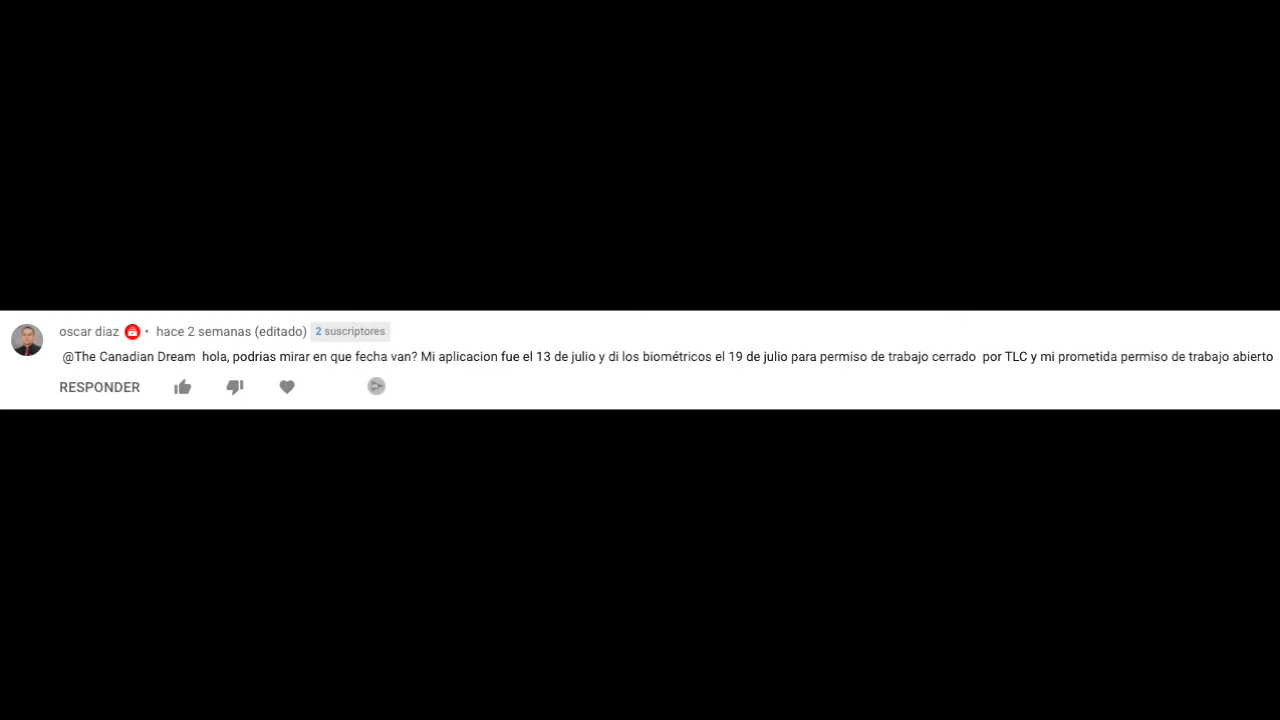 oscar diaz • hace 2 semanas (editado) 2 suscriptores
@The Canadian Dream hola, podrias mirar en que fecha van? Mi aplicacion fue el 13 de julio y di los biométricos el 19 de julio para permiso de trabajo cerrado por TLC y mi prometida permiso de trabajo abierto
RESPONDER